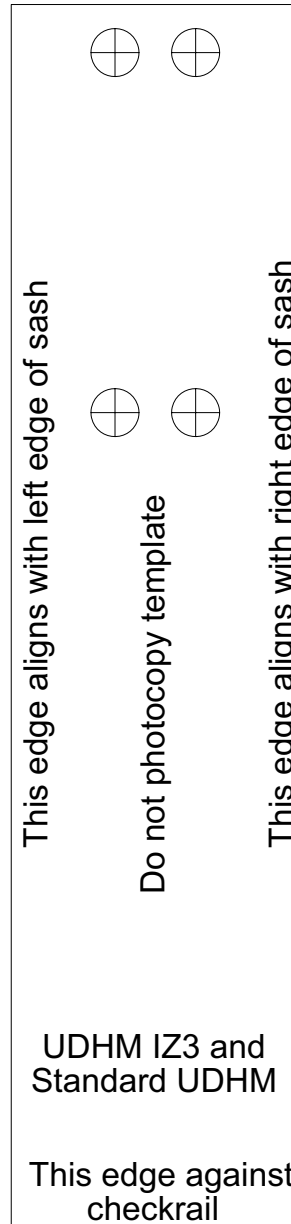 This edge aligns with left edge of sash
This edge aligns with right edge of sash
Do not photocopy template
UDHM IZ3 and
Standard UDHM
This edge against
checkrail